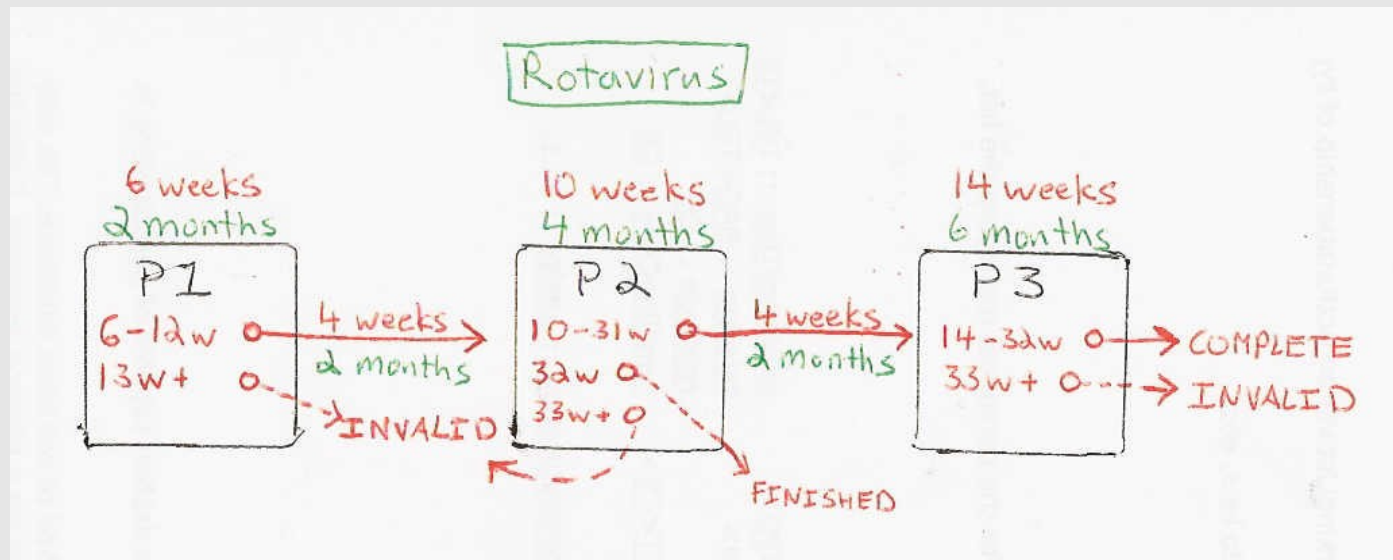 Rotavirus
6 weeks
2 months
P1
6-12w
13w+
4 weeks
2 months
INVALID
10 weeks
4 months
P2
10-31w
32w
33w+
4 weeks
2 months
FINISHED
14 weeks
6 months
P3
14-32w
33w+
COMPLETE
INVALID